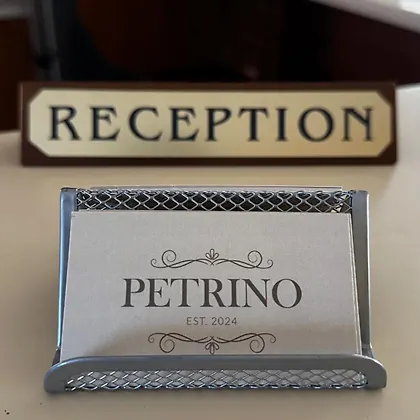 RECEPTION
PETRINO
EST. 2024